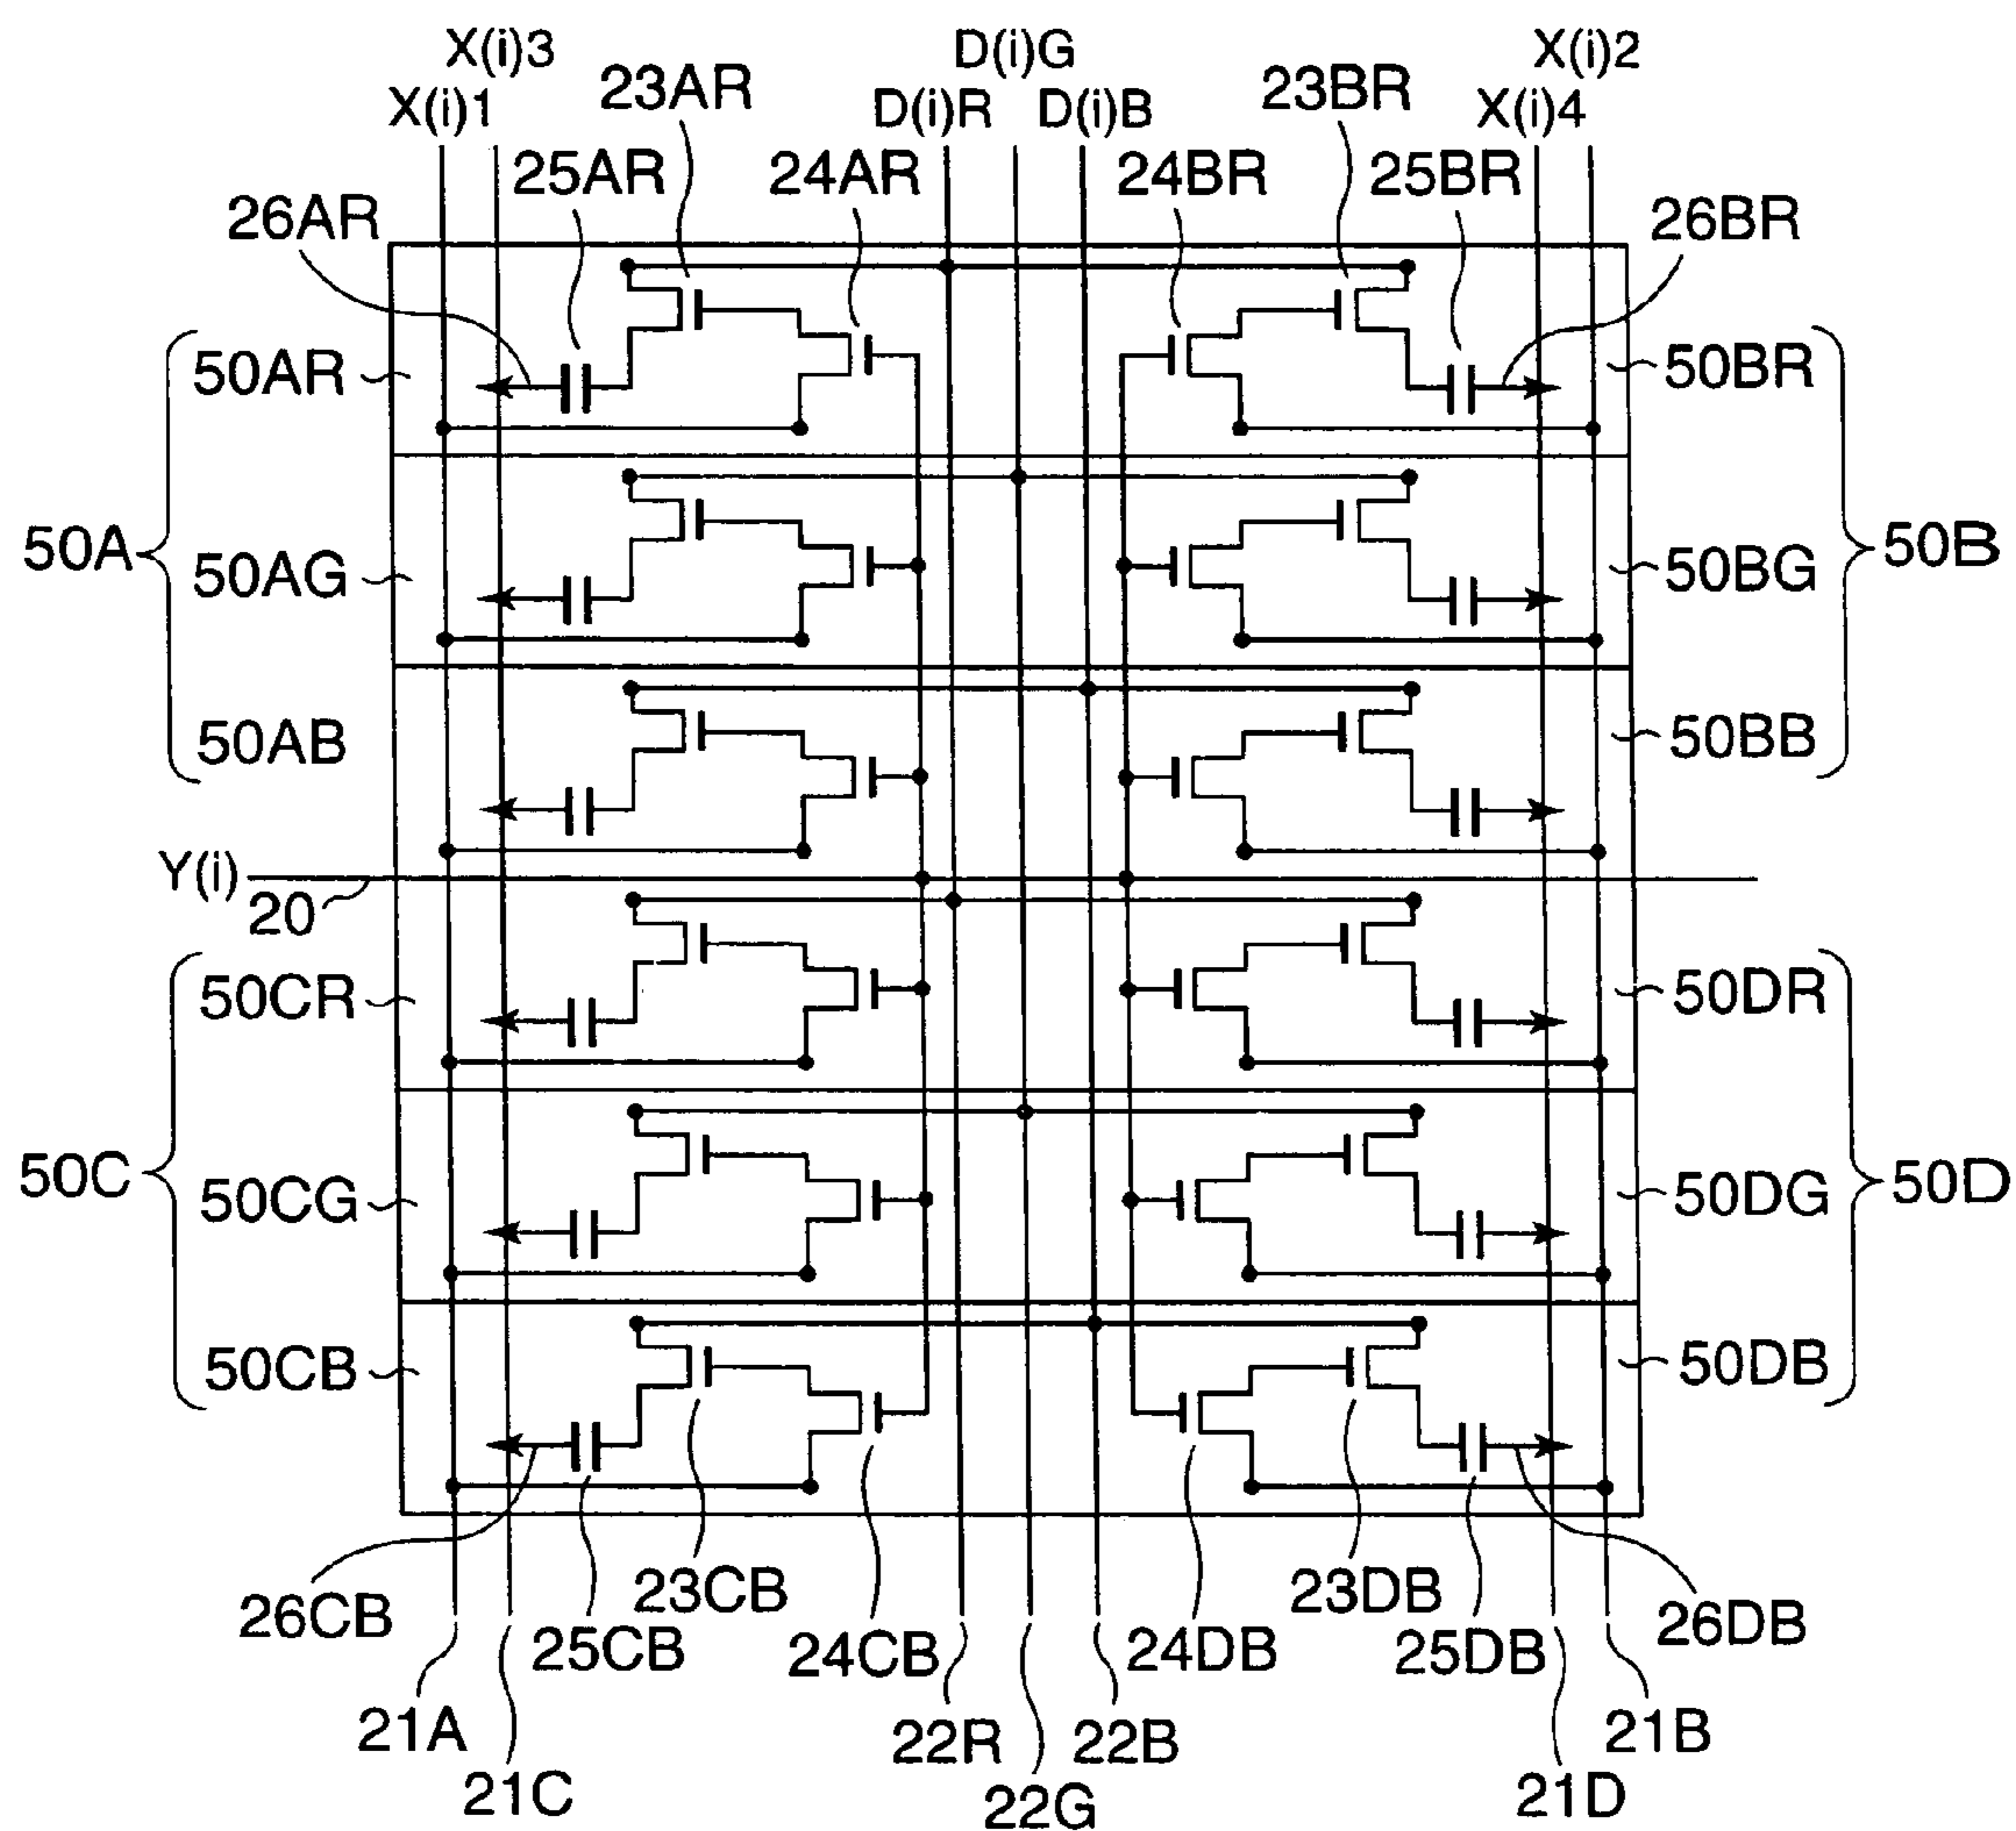 X(i)3
D(i)G
X(i)2
X(i)1
23AR
D(i)R
D(i)B
23BR
X(i)4
25AR
24AR
24BR
25BR
26AR
26BR
50AR
50BR
50A
50AG
50BG
50B
50AB
50BB
Y(i)
20
50CR
50DR
50C
50CG
50DG
50D
50CB
50DB
26CB
23CB
23DB
26DB
25CB
24CB
24DB
25DB
21A
22R
22B
21B
21C
22G
21D